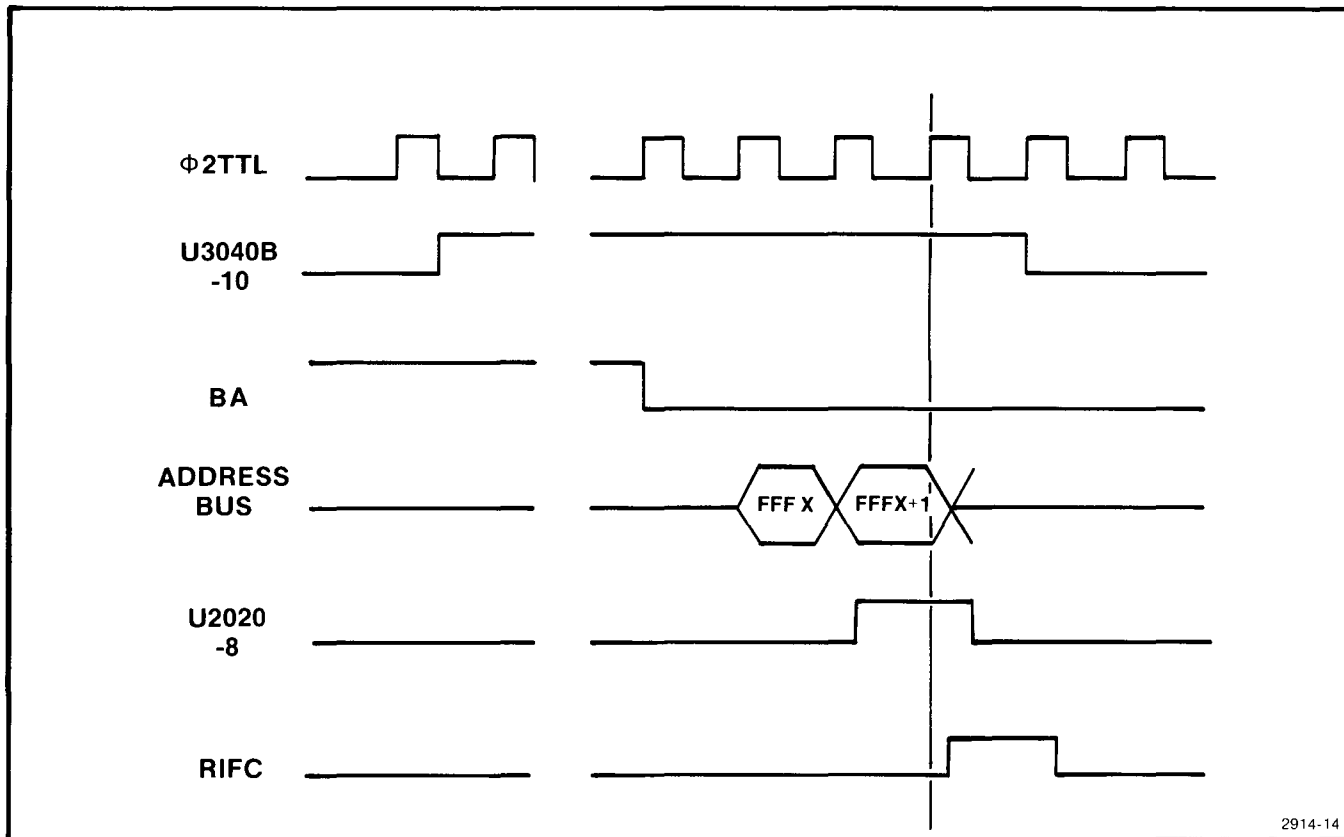 Φ2TTL
U3040B
-10
BA
ADDRESS
BUS
FFF X
FFFX+1
U2020
-8
RIFC
2914-14